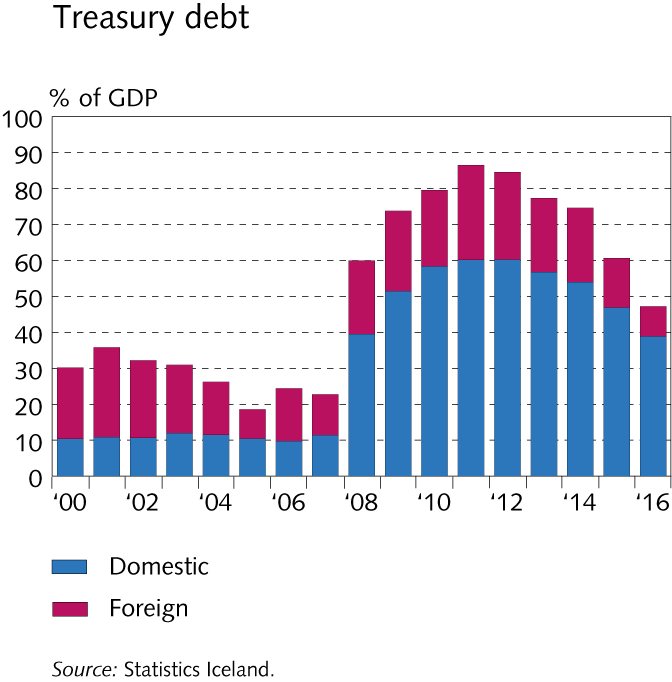 Treasury debt
% of GDP
100
90
80
70
60
50
40
30
20
10
0
‘00 ‘02 ‘04 ‘06 ‘08 ‘10 ‘12 ‘14 ‘16
Domestic
Foreign
Source: Statistics Iceland.